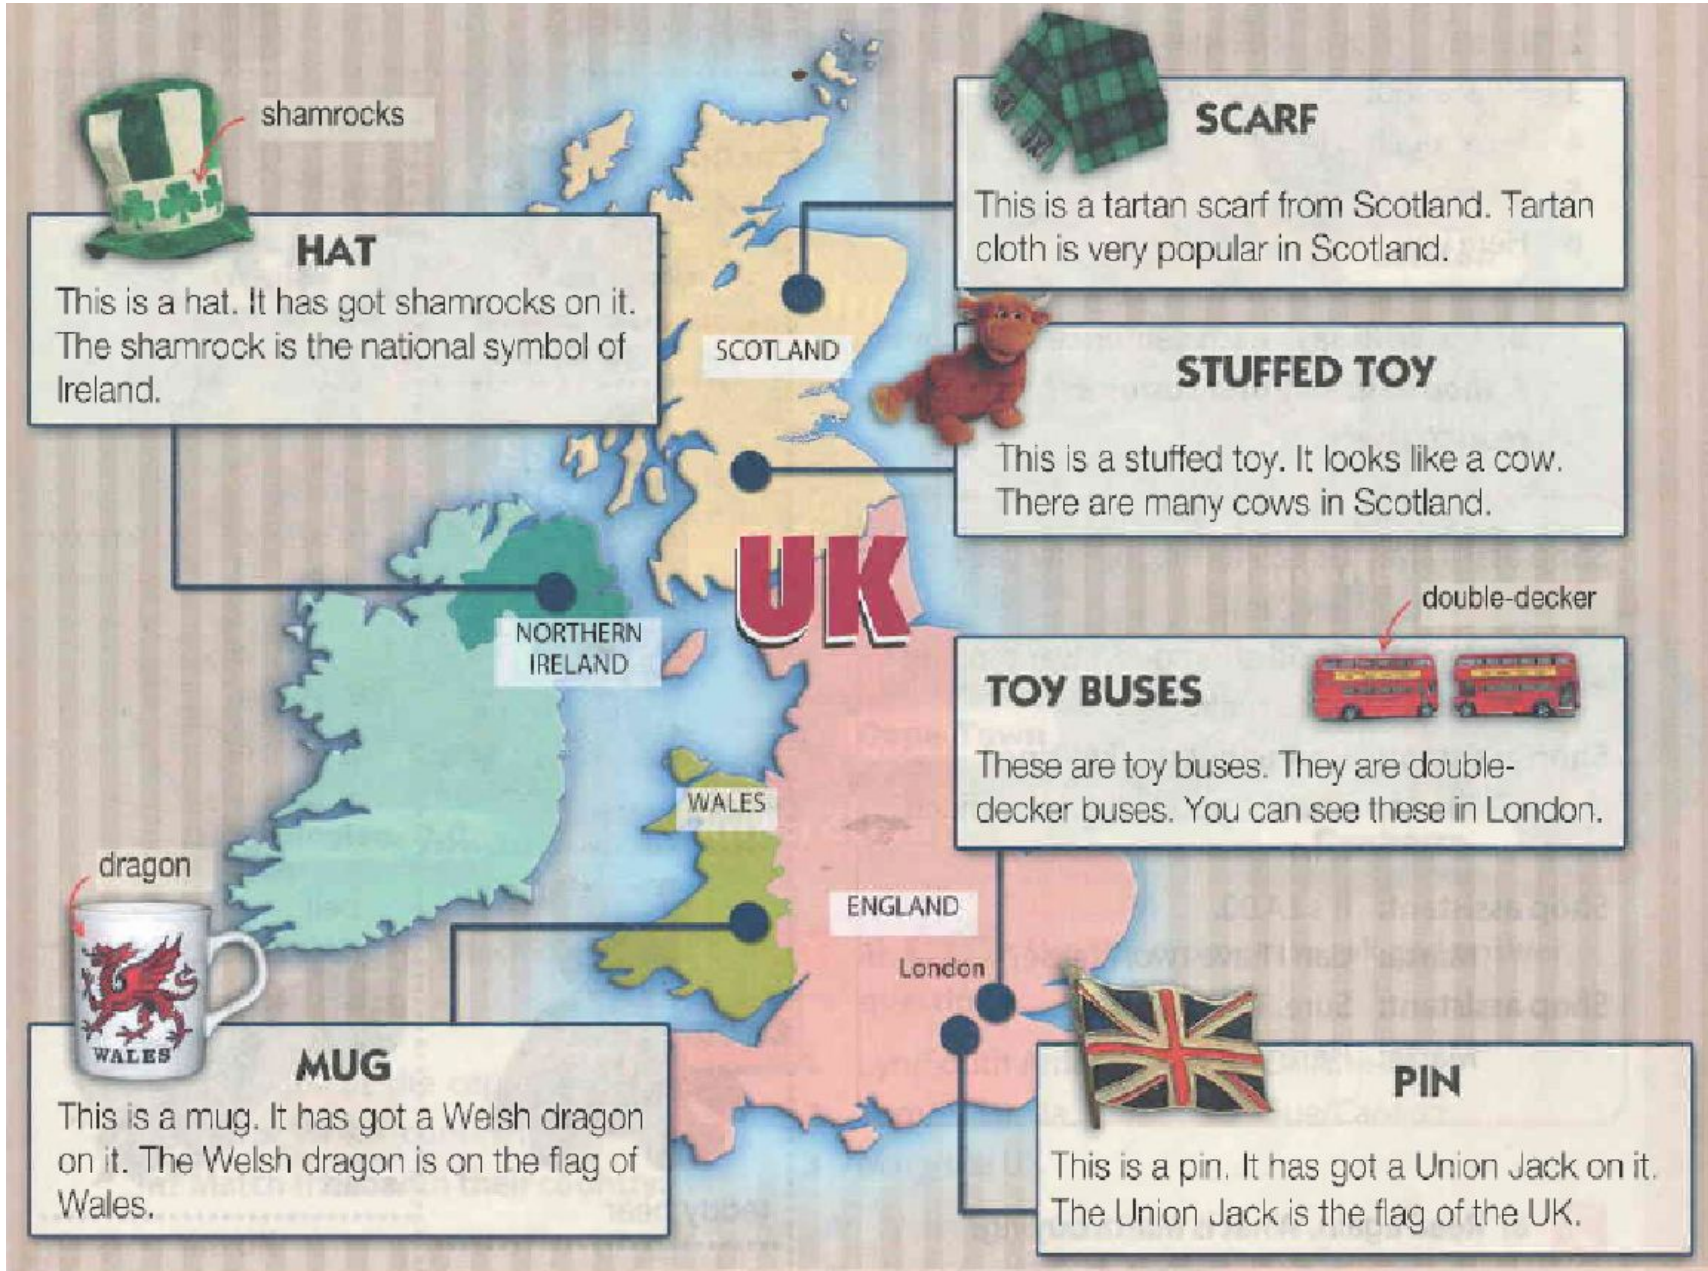 shamrocks
HAT
This is a hat. It has got shamrocks on it.
The shamrock is the national symbol of
Ireland.
SCARF
This is a tartan scarf from Scotland. Tartan
cloth is very popular in Scotland.
SCOTLAND
STUFFED TOY
This is a stuffed toy. It looks like a cow.
There are many cows in Scotland.
UK
NORTHERN
IRELAND
double-decker
TOY BUSES
These are toy buses. They are double-
decker buses. You can see these in London.
WALES
ENGLAND
London
dragon
WALES
MUG
This is a mug. It has got a Welsh dragon
on it. The Welsh dragon is on the flag of
Wales.
PIN
This is a pin. It has got a Union Jack on it.
The Union Jack is the flag of the UK.